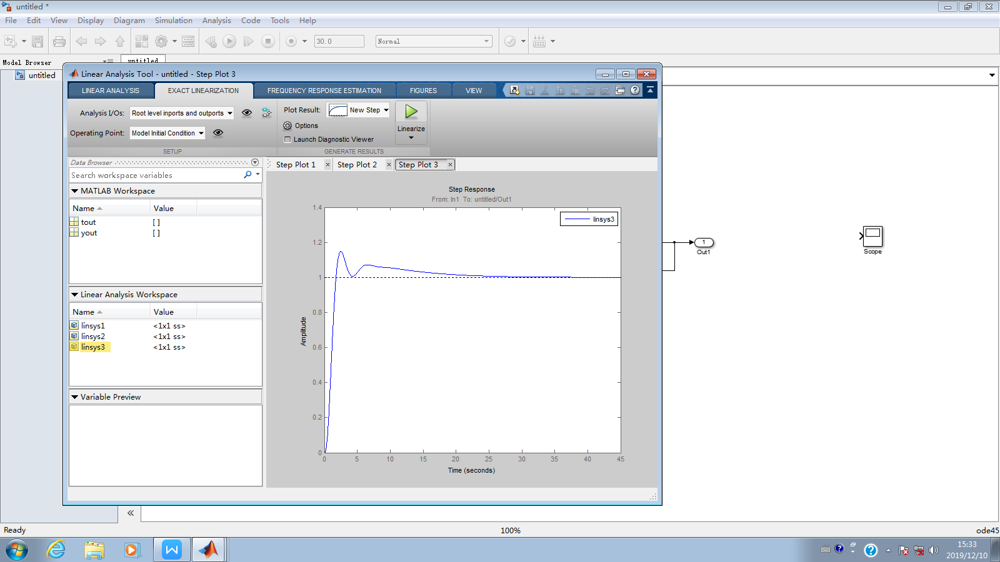 untitled *
File Edit View Display Diagram Simulation Analysis Code Tools Help
30.0 Normal
Model Browser
untitled
untitled
Linear Analysis Tool - untitled - Step Plot 3
LINEAR ANALYSIS EXACT LINEARIZATION FREQUENCY RESPONSE ESTIMATION FIGURES VIEW
Analysis I/Os: Root level inports and outports
Operating Point: Model Initial Condition
SETUP
Plot Result: New Step
Options
Launch Diagnostic Viewer
Linearize
GENERATE RESULTS
Data Browser
Search workspace variables
MATLAB Workspace
Name Value
tout [ ]
yout [ ]
Linear Analysis Workspace
Name Value
linsys1 <1x1 ss>
linsys2 <1x1 ss>
linsys3 <1x1 ss>
Variable Preview
Step Plot 1 Step Plot 2 Step Plot 3
Step Response
From: In1 To: untitled/Out1
linsys3
1.4
1.2
1
0.8
0.6
0.4
0.2
0
Amplitude
0 5 10 15 20 25 30 35 40 45
Time (seconds)
1
Out1
Scope
Ready 100% ode45
15:33
2019/12/10